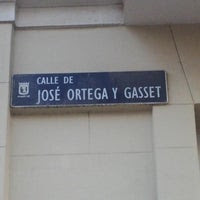 CALLE DE
JOSÉ ORTEGA Y GASSET